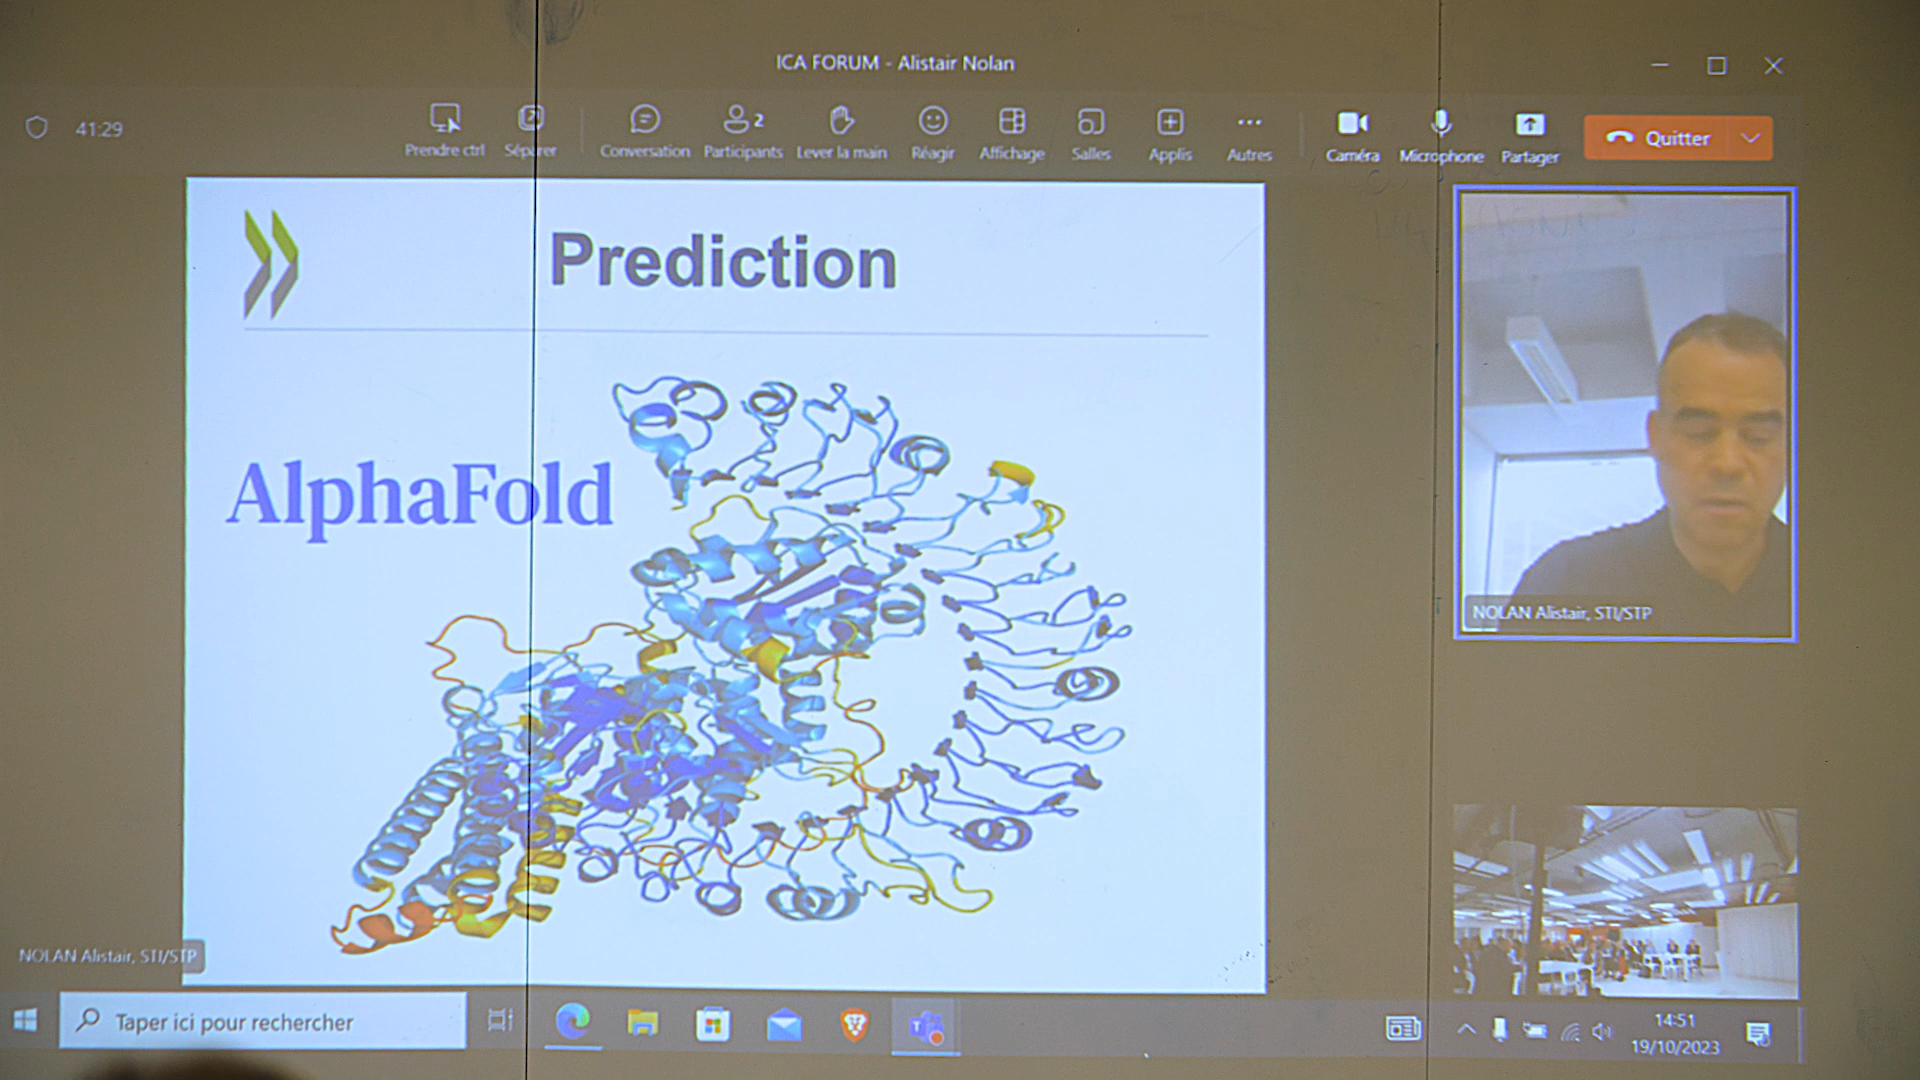 ICA FORUM - Alistair Nolan
41:29
Prendre ctrl
Séparer
Conversation
2
Participants
Lever la main
Réagir
Affichage
Salles
Applis
Autres
Caméra
Microphone
Partager
Quitter
Prediction
AlphaFold
NOLAN Alistair, STI/STP
NOLAN Alistair, STI/STP
Taper ici pour rechercher
14:51
19/10/2023